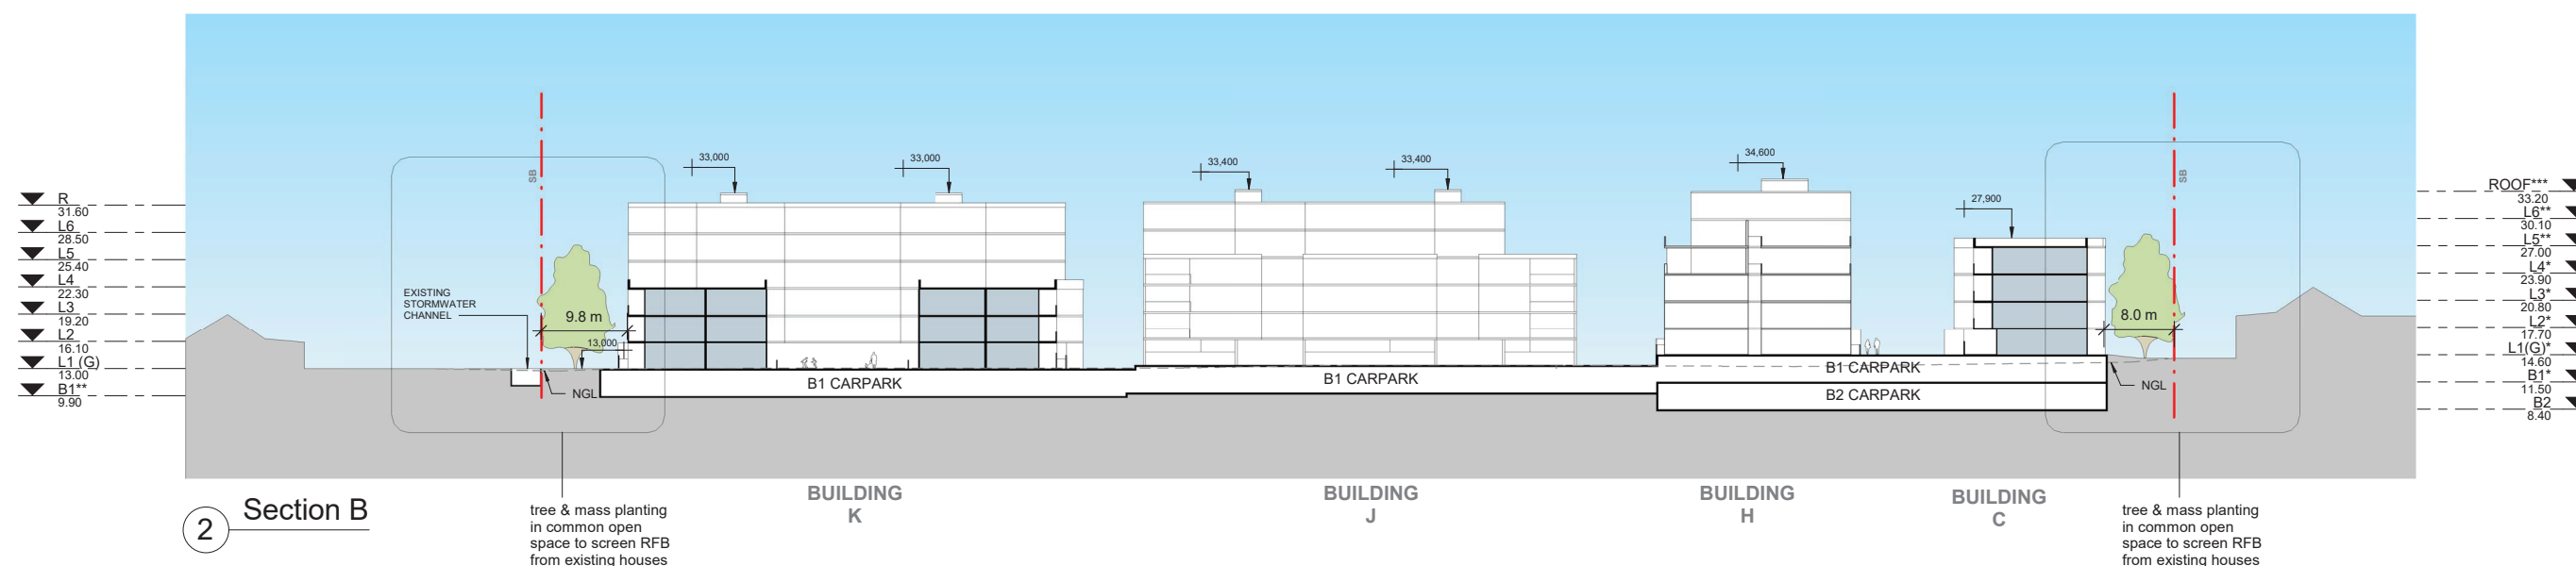 R
31.60
L6
28.50
L5
25.40
L4
22.30
L3
19.20
L2
16.10
L1 (G)
13.00
B1**
9.90
SB
EXISTING
STORMWATER
CHANNEL
9.8 m
13,000
NGL
33,000
33,000
33,400
33,400
34,600
27,900
SB
8.0 m
NGL
B1 CARPARK
B1 CARPARK
B1 CARPARK
B2 CARPARK
ROOF***
33.20
L6**
30.10
L5**
27.00
L4*
23.90
L3*
20.80
L2*
17.70
L1(G)*
14.60
B1*
11.50
B2
8.40
BUILDING
K
BUILDING
J
BUILDING
H
BUILDING
C
2
Section B
tree & mass planting
in common open
space to screen RFB
from existing houses
tree & mass planting
in common open
space to screen RFB
from existing houses